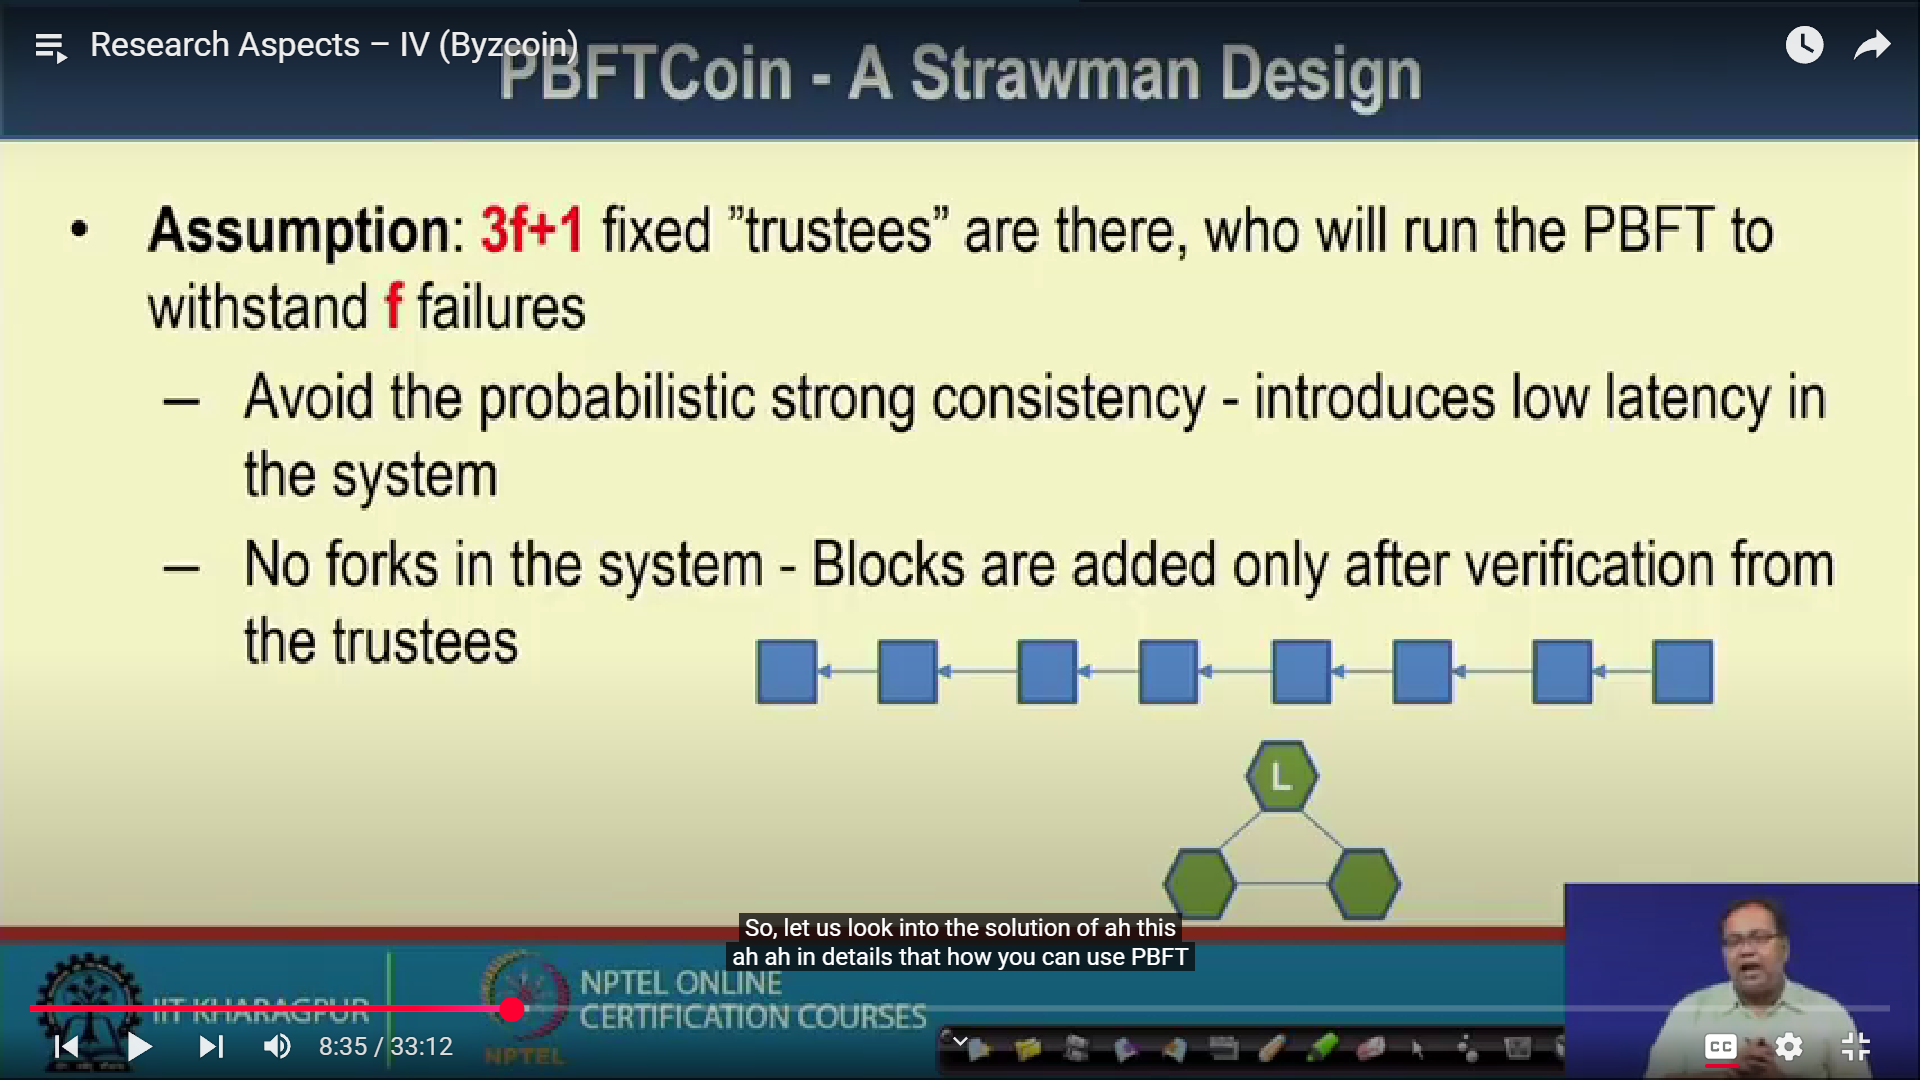 Research Aspects – IV (Byzcoin)
PBFTCoin - A Strawman Design
• Assumption: 3f+1 fixed ”trustees” are there, who will run the PBFT to
withstand f failures
– Avoid the probabilistic strong consistency - introduces low latency in
the system
– No forks in the system - Blocks are added only after verification from
the trustees
L
So, let us look into the solution of ah this
ah ah in details that how you can use PBFT
IIT KHARAGPUR
NPTEL
NPTEL ONLINE
CERTIFICATION COURSES
8:35 / 33:12
CC